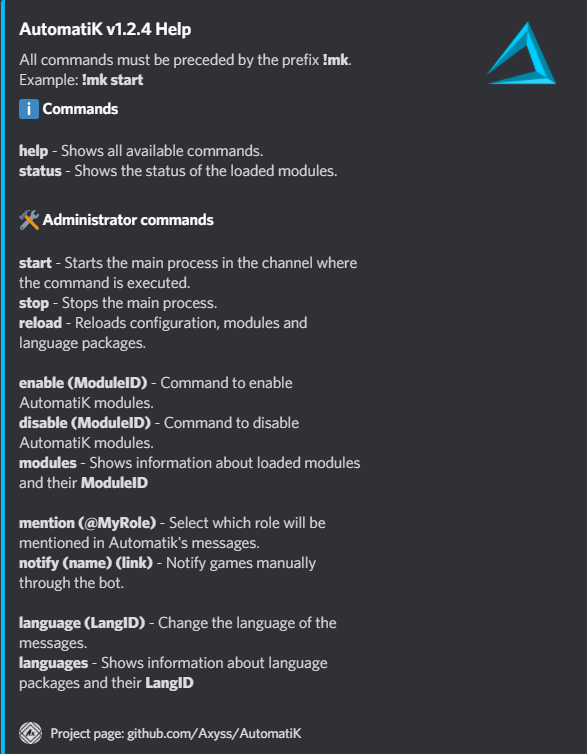 AutomatiK v1.2.4 Help
All commands must be preceded by the prefix !mk.
Example: !mk start
Commands
help - Shows all available commands.
status - Shows the status of the loaded modules.
Administrator commands
start - Starts the main process in the channel where
the command is executed.
stop - Stops the main process.
reload - Reloads configuration, modules and
language packages.
enable (ModuleID) - Command to enable
AutomatiK modules.
disable (ModuleID) - Command to disable
AutomatiK modules.
modules - Shows information about loaded modules
and their ModuleID
mention (@MyRole) - Select which role will be
mentioned in Automatik's messages.
notify (name) (link) - Notify games manually
through the bot.
language (LangID) - Change the language of the
messages.
languages - Shows information about language
packages and their LangID
Project page: github.com/Axyss/AutomatiK